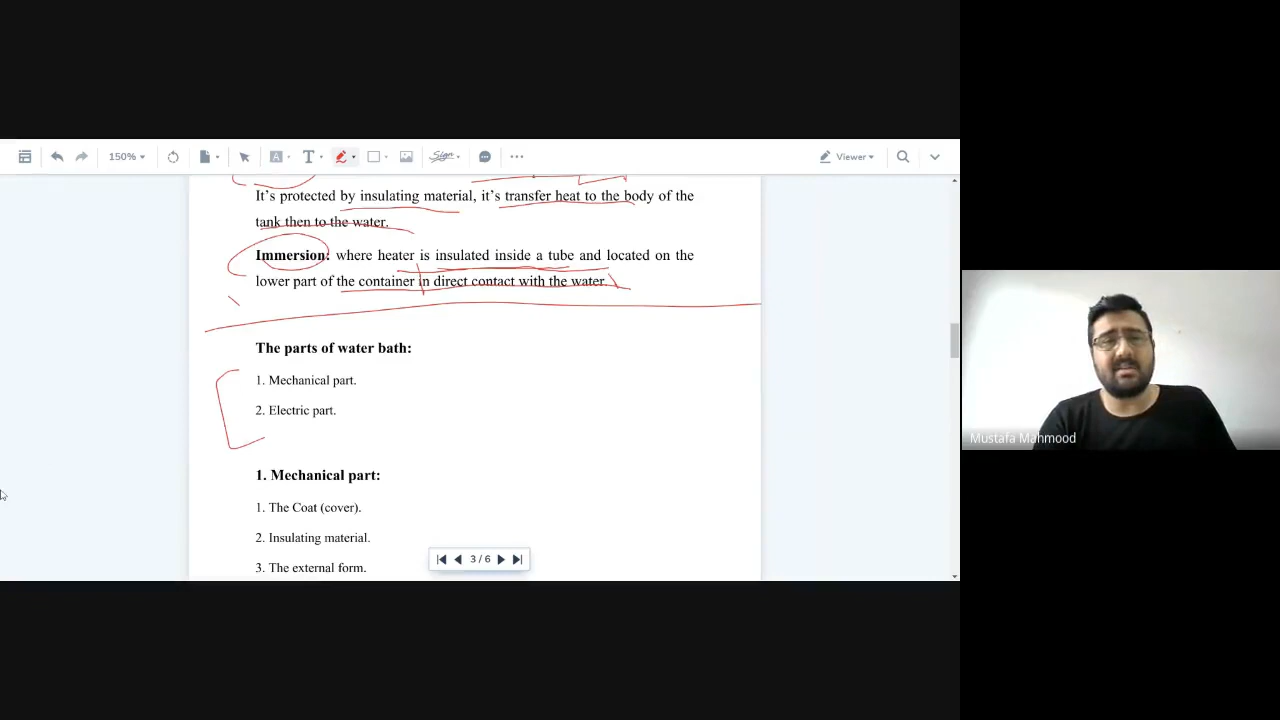 150%
Sign
Viewer
It's protected by insulating material, it's transfer heat to the body of the
tank then to the water.
Immersion: where heater is insulated inside a tube and located on the
lower part of the container in direct contact with the water.
The parts of water bath:
1. Mechanical part.
2. Electric part.
1. Mechanical part:
1. The Coat (cover).
2. Insulating material.
3. The external form.
3 / 6
Mustafa Mahmood